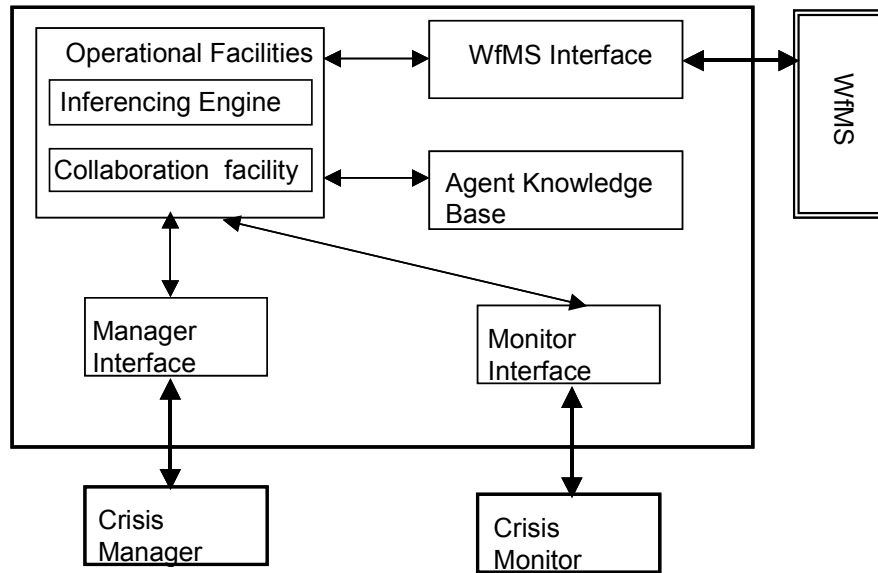 Operational Facilities
Inferencing Engine
Collaboration facility
WfMS Interface
WfMS
Agent Knowledge
Base
Manager
Interface
Monitor
Interface
Crisis
Manager
Crisis
Monitor